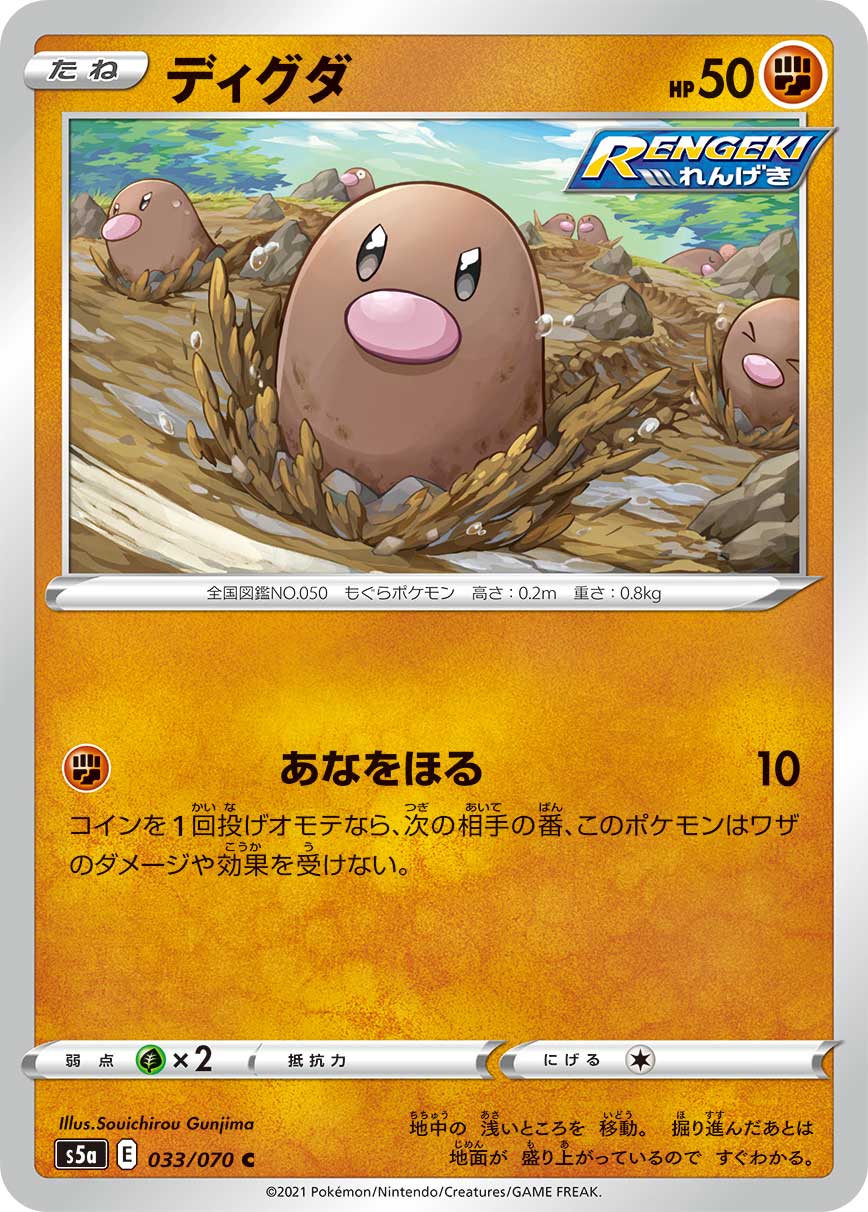 たね ディグダ HP50
RENGEKI
れんげき
全国図鑑NO.050 もぐらポケモン 高さ：0.2m 重さ：0.8kg
あなをほる 10
コインを1回投げオモテなら、次の相手の番、このポケモンはワザ
のダメージや効果を受けない。
弱点 ×2 抵抗力 にげる
Illus.Souichirou Gunjima
地中の 浅いところを 移動。 掘り進んだあとは
地面が 盛り上がっているので すぐわかる。
s5a E 033/070 C
©2021 Pokémon/Nintendo/Creatures/GAME FREAK.